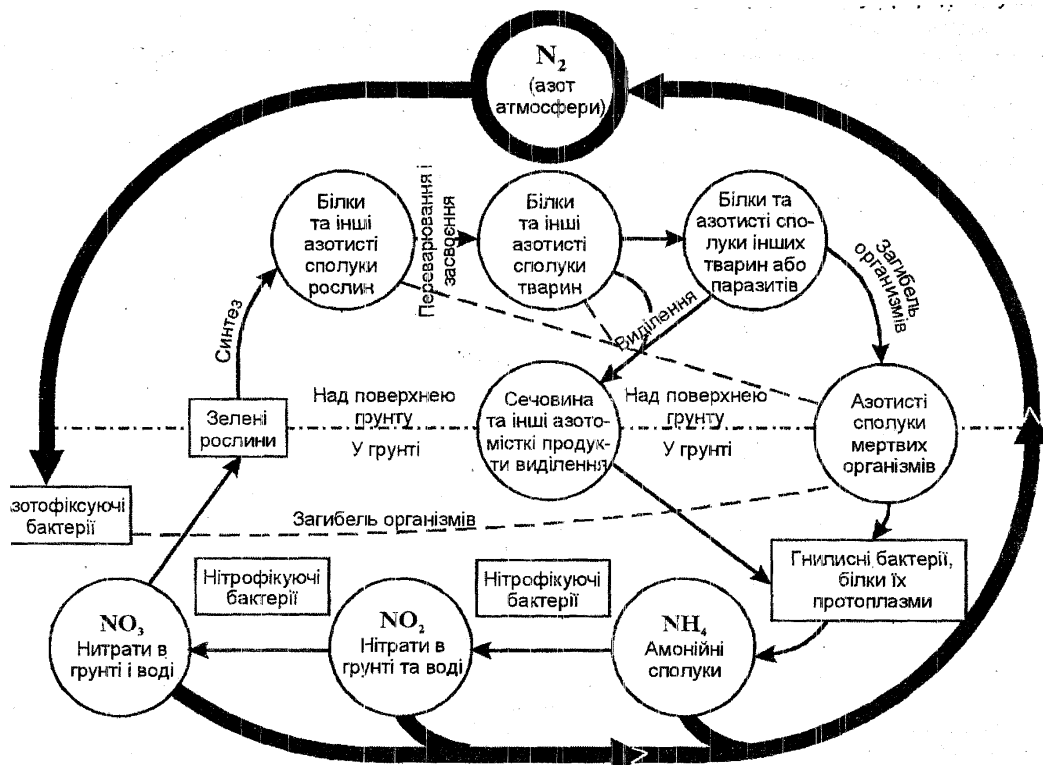 N₂
(азот
атмосфери)
Білки
та інші
азотисті
сполуки
рослин
Переварювання і
засвоєння
Білки
та інші
азотисті
сполуки
тварин
Білки та
азотисті спо-
луки інших
тварин або
паразитів
Загибель
організмів
Синтез
Виділення
Зелені
рослини
Над поверхнею
грунту
У грунті
Сечовина
та інші азото-
місткі продук-
ти виділення
Над поверхнею
грунту
У грунті
Азотисті
сполуки
мертвих
організмів
зотофіксуючі
бактерії
Загибель організмів
Гнилисні бактерії,
білки їх
протоплазми
Нітрофікуючі
бактерії
Нітрофікуючі
бактерії
NO₃
Нитрати в
грунті і воді
NO₂
Нітрати в
грунті та воді
NH₄
Амонійні
сполуки